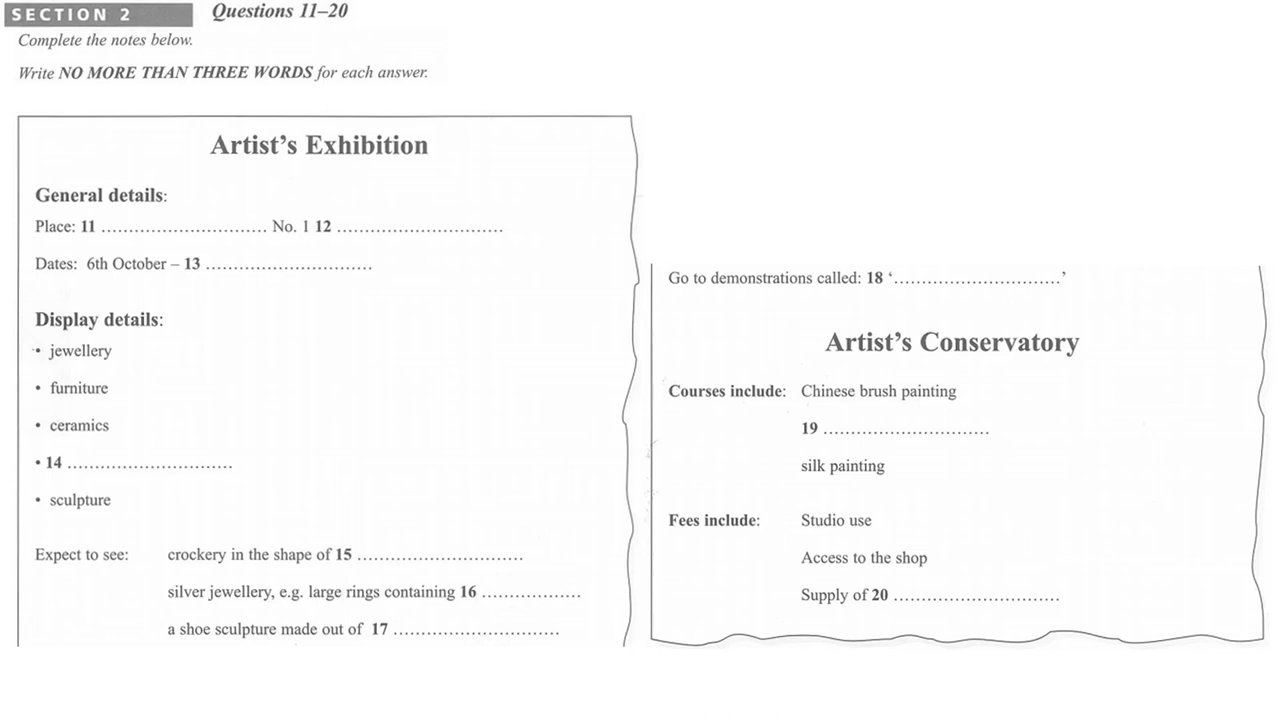 SECTION 2 Questions 11–20
Complete the notes below.
Write NO MORE THAN THREE WORDS for each answer.
Artist's Exhibition
General details:
Place: 11 ............................ No. 1 12 ............................
Dates: 6th October – 13 ............................
Display details:
• jewellery
• furniture
• ceramics
• 14 ............................
• sculpture
Expect to see: crockery in the shape of 15 ............................
silver jewellery, e.g. large rings containing 16 .................
a shoe sculpture made out of 17 ............................
Go to demonstrations called: 18 ‘............................’
Artist's Conservatory
Courses include: Chinese brush painting
19 ............................
silk painting
Fees include: Studio use
Access to the shop
Supply of 20 ............................